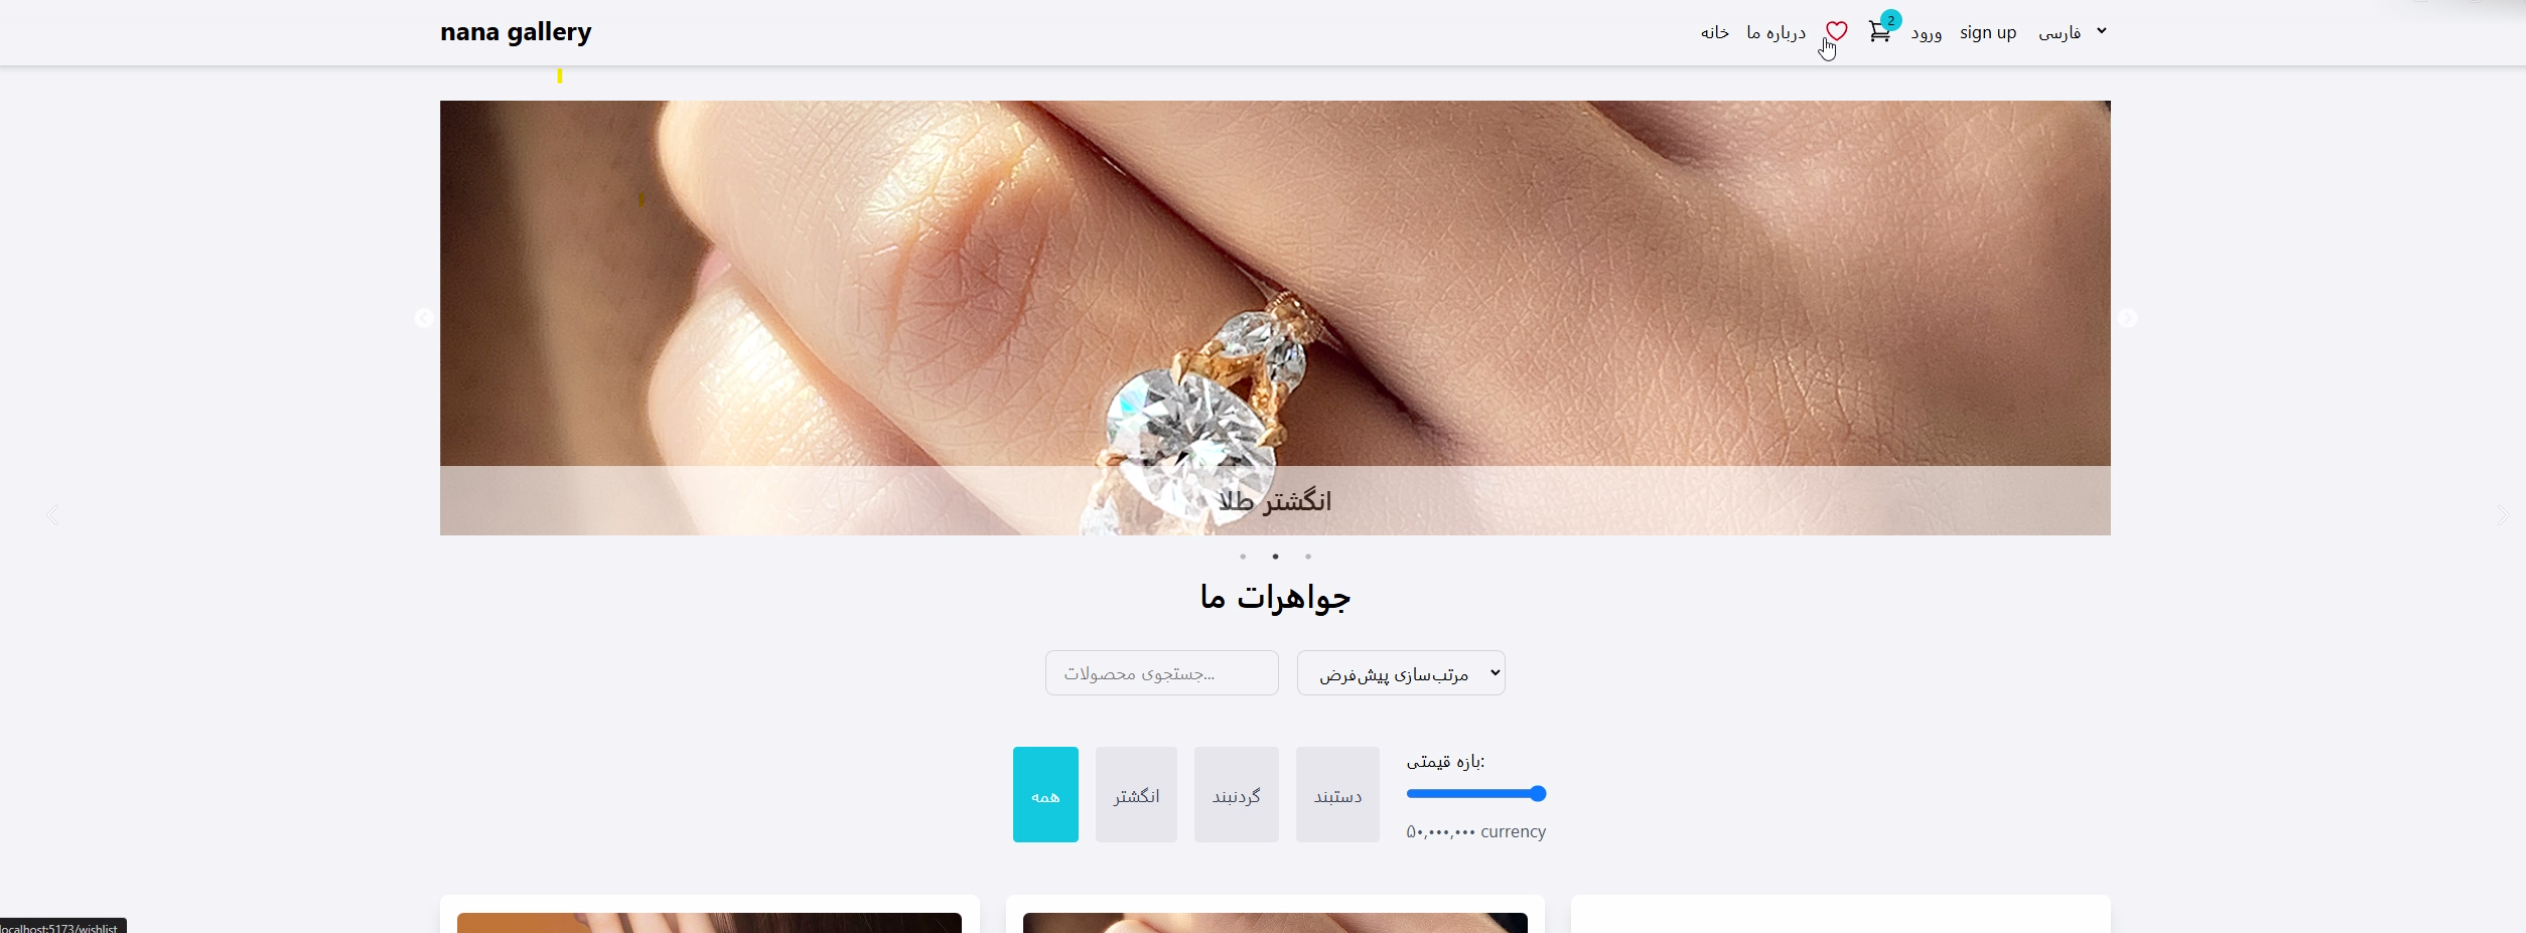 nana gallery
خانه
درباره ما
2
ورود
sign up
فارسی
انگشتر طلا
جواهرات ما
جستجوی محصولات...
مرتب‌سازی پیش‌فرض
همه
انگشتر
گردنبند
دستبند
بازه قیمتی:
۵۰,۰۰۰,۰۰۰ currency
localhost:5173/wishlist